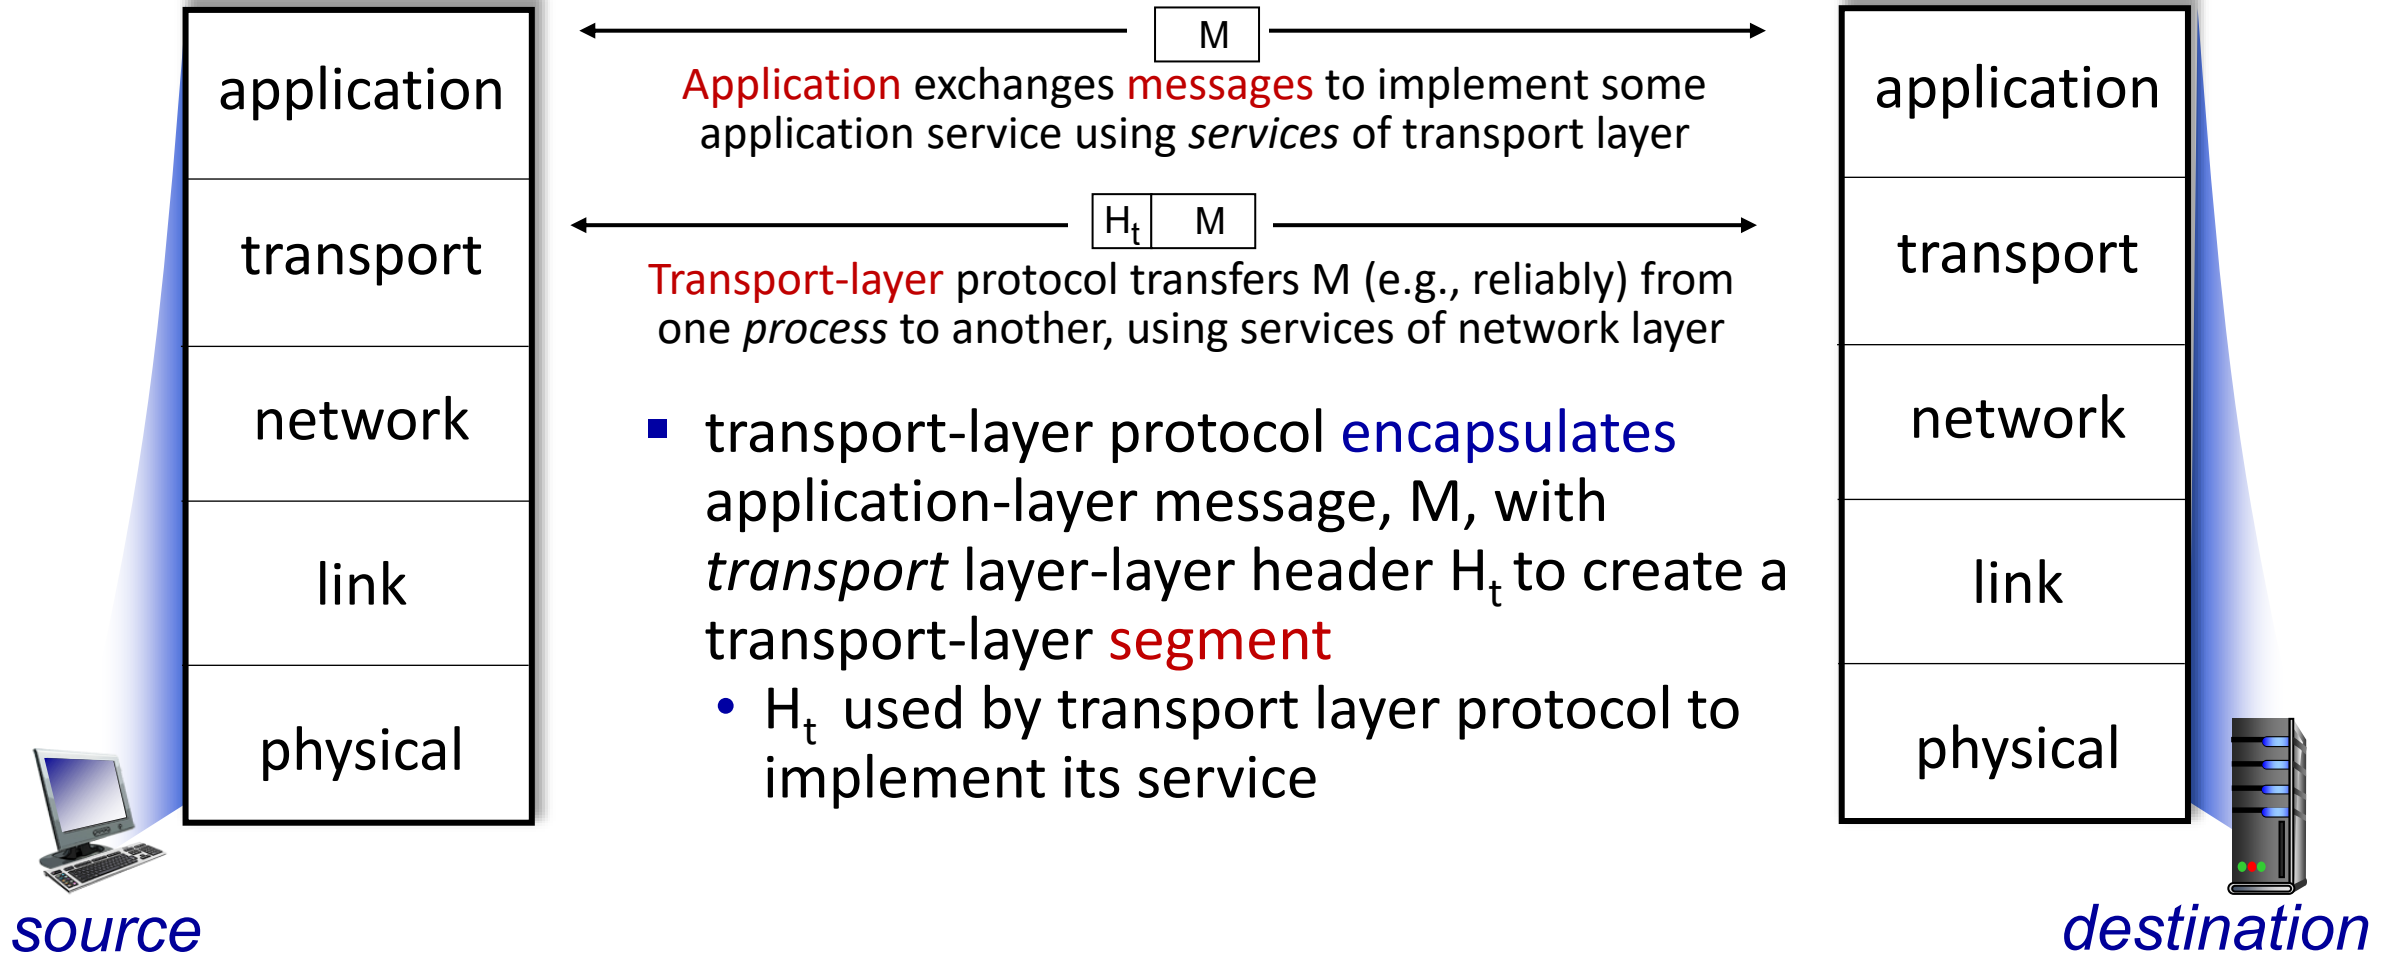 application
transport
network
link
physical
source
M
Application exchanges messages to implement some
application service using services of transport layer
Ht M
Transport-layer protocol transfers M (e.g., reliably) from
one process to another, using services of network layer
▪ transport-layer protocol encapsulates
application-layer message, M, with
transport layer-layer header Ht to create a
transport-layer segment
• Ht used by transport layer protocol to
implement its service
application
transport
network
link
physical
destination